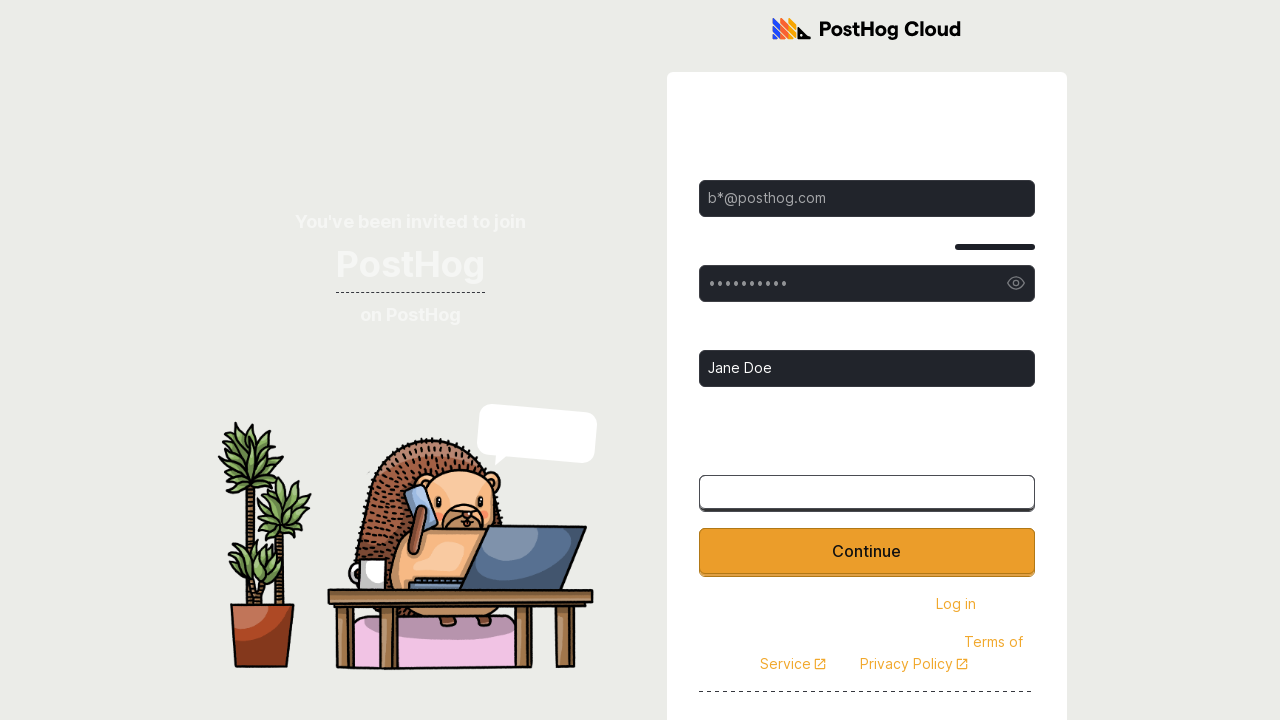 PostHog Cloud
You've been invited to join
PostHog
on PostHog
b*@posthog.com
••••••••••
Jane Doe
Continue
Log in
Terms of
Service
Privacy Policy